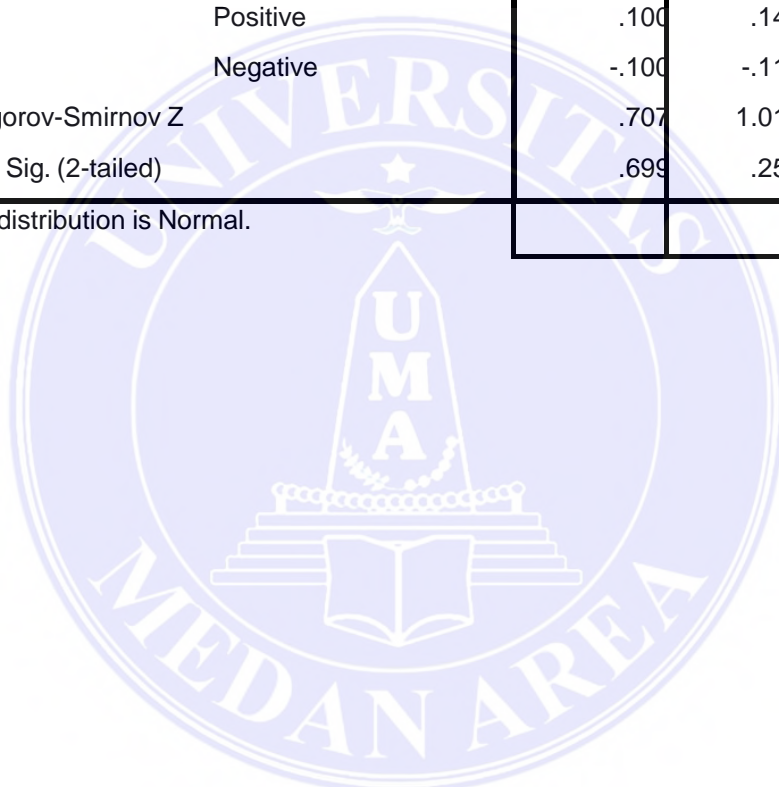 Positive .100 .14
Negative -.100 -.11
gorov-Smirnov Z .707 1.01
Sig. (2-tailed) .699 .25
distribution is Normal.
UNIVERSITAS
UMA
MEDAN AREA